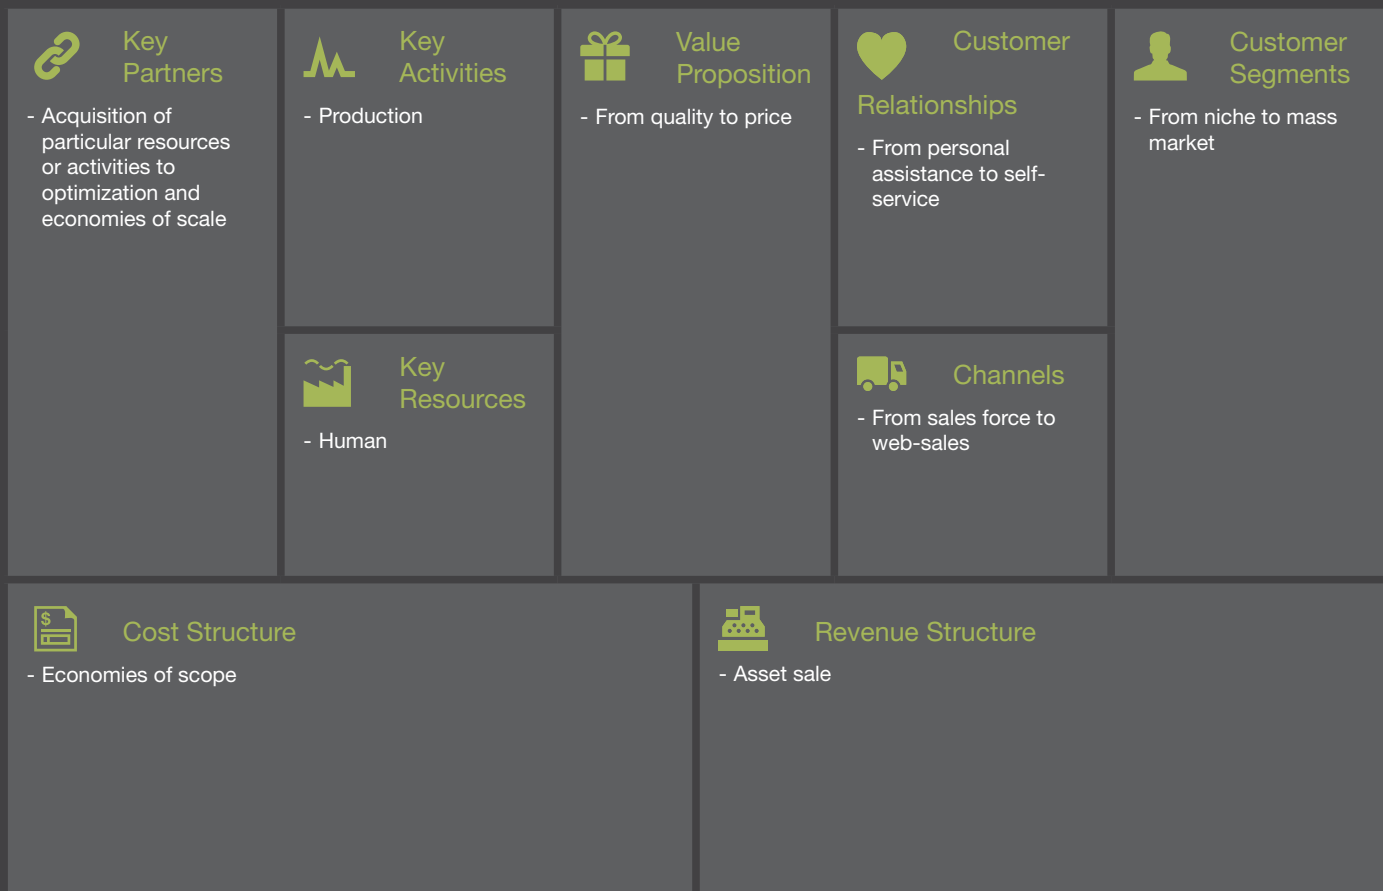 Key
Partners
- Acquisition of
particular resources
or activities to
optimization and
economies of scale
Key
Activities
- Production
Key
Resources
- Human
Value
Proposition
- From quality to price
Customer
Relationships
- From personal
assistance to self-
service
Channels
- From sales force to
web-sales
Customer
Segments
- From niche to mass
market
$
Cost Structure
- Economies of scope
Revenue Structure
- Asset sale